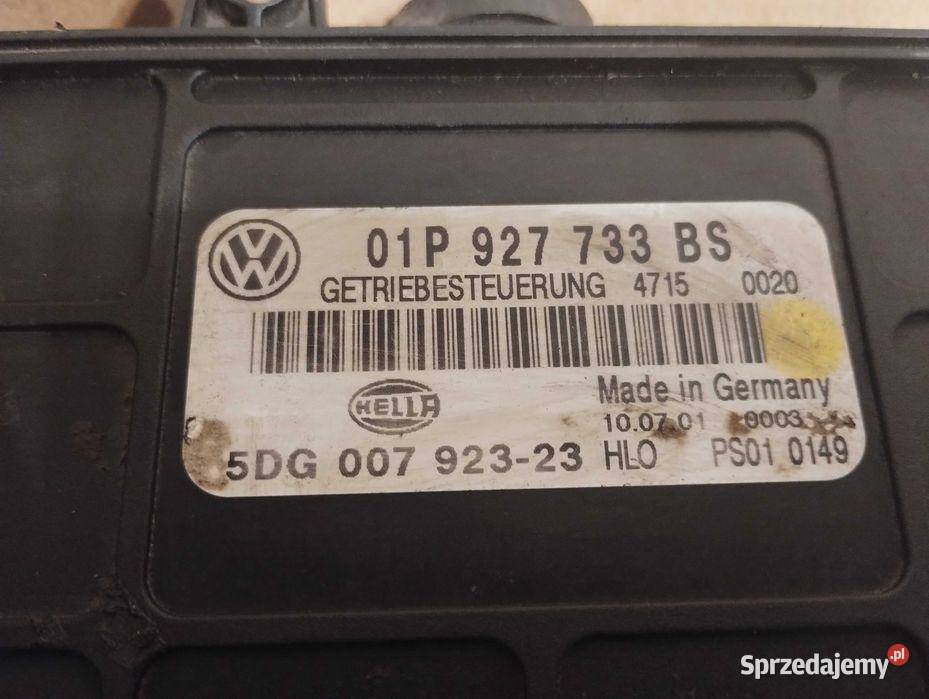 01P 927 733 BS
GETRIEBESTEUERUNG 4715 0020
Made in Germany
HELLA
10.07.01 0003
5DG 007 923-23 HLO PS01 0149
Sprzedajemy.pl